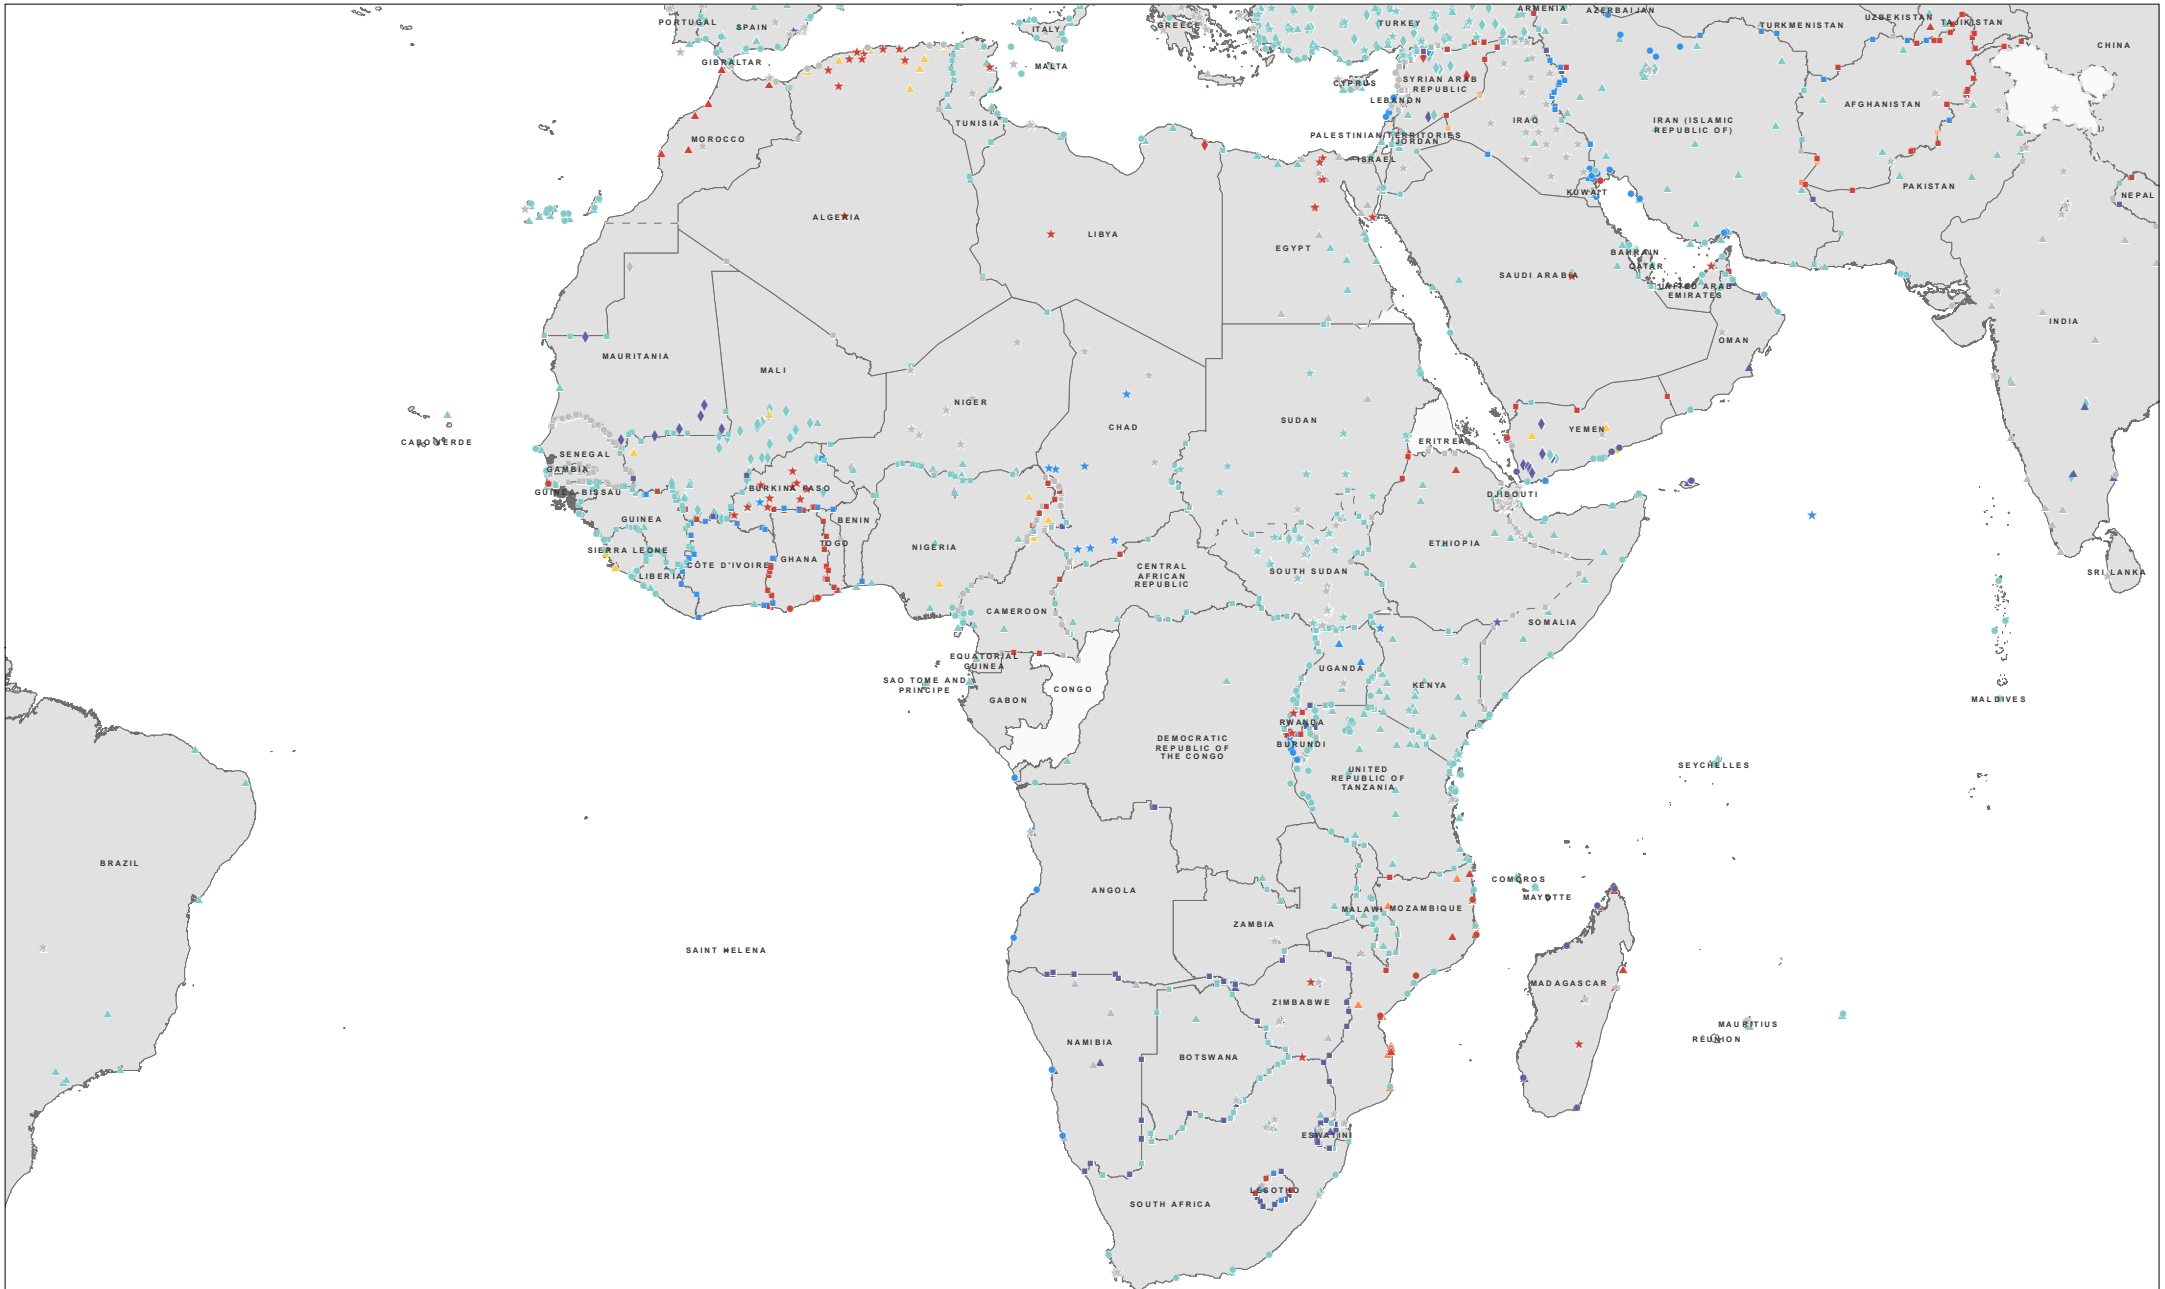 PORTUGAL
SPAIN
GIBRALTAR
ITALY
MALTA
GREECE
TURKEY
ARMENIA
AZERBAIJAN
TURKMENISTAN
UZBEKISTAN
TAJIKISTAN
CHINA
CYPRUS
SYRIAN ARAB
REPUBLIC
LEBANON
PALESTINIAN TERRITORIES
JORDAN
ISRAEL
IRAQ
IRAN (ISLAMIC
REPUBLIC OF)
AFGHANISTAN
PAKISTAN
NEPAL
KUWAIT
MOROCCO
TUNISIA
ALGERIA
LIBYA
EGYPT
SAUDI ARABIA
BAHRAIN
QATAR
UNITED ARAB
EMIRATES
OMAN
INDIA
MAURITANIA
MALI
NIGER
CHAD
SUDAN
ERITREA
YEMEN
CABO VERDE
SENEGAL
GAMBIA
GUINEA-BISSAU
BURKINA FASO
DJIBOUTI
GUINEA
BENIN
TOGO
NIGERIA
ETHIOPIA
SIERRA LEONE
CÔTE D'IVOIRE
GHANA
LIBERIA
CENTRAL
AFRICAN
REPUBLIC
SOUTH SUDAN
SRI LANKA
CAMEROON
SOMALIA
EQUATORIAL
GUINEA
SAO TOME AND
PRINCIPE
GABON
CONGO
UGANDA
KENYA
MALDIVES
RWANDA
BURUNDI
DEMOCRATIC
REPUBLIC OF
THE CONGO
UNITED
REPUBLIC OF
TANZANIA
SEYCHELLES
BRAZIL
ANGOLA
COMOROS
MAYOTTE
MALAWI
MOZAMBIQUE
ZAMBIA
SAINT HELENA
MADAGASCAR
ZIMBABWE
MAURITIUS
RÉUNION
NAMIBIA
BOTSWANA
ESWATINI
LESOTHO
SOUTH AFRICA